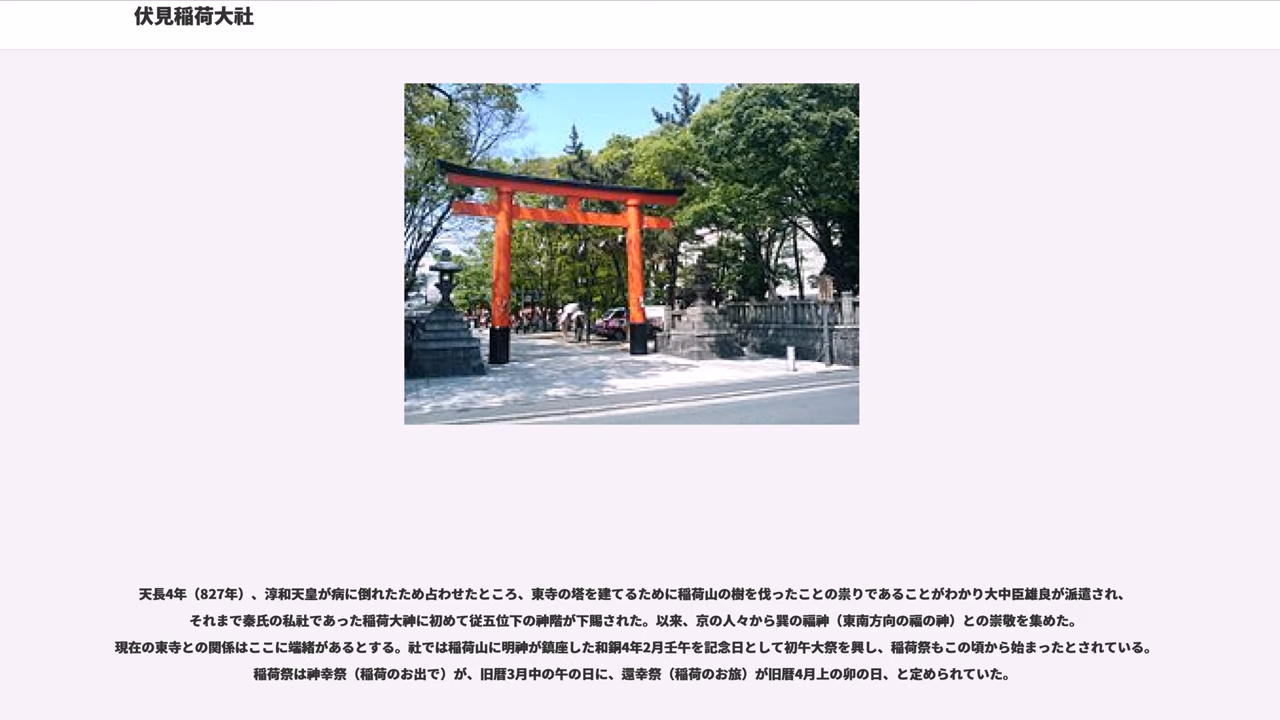 伏見稲荷大社
天長4年（827年）、淳和天皇が病に倒れたため占わせたところ、東寺の塔を建てるために稲荷山の樹を伐ったことの祟りであることがわかり大中臣雄良が派遣され、
それまで秦氏の私社であった稲荷大神に初めて従五位下の神階が下賜された。以来、京の人々から巽の福神（東南方向の福の神）との崇敬を集めた。
現在の東寺との関係はここに端緒があるとする。社では稲荷山に明神が鎮座した和銅4年2月壬午を記念日として初午大祭を興し、稲荷祭もこの頃から始まったとされている。
稲荷祭は神幸祭（稲荷のお出で）が、旧暦3月中の午の日に、還幸祭（稲荷のお旅）が旧暦4月上の卯の日、と定められていた。